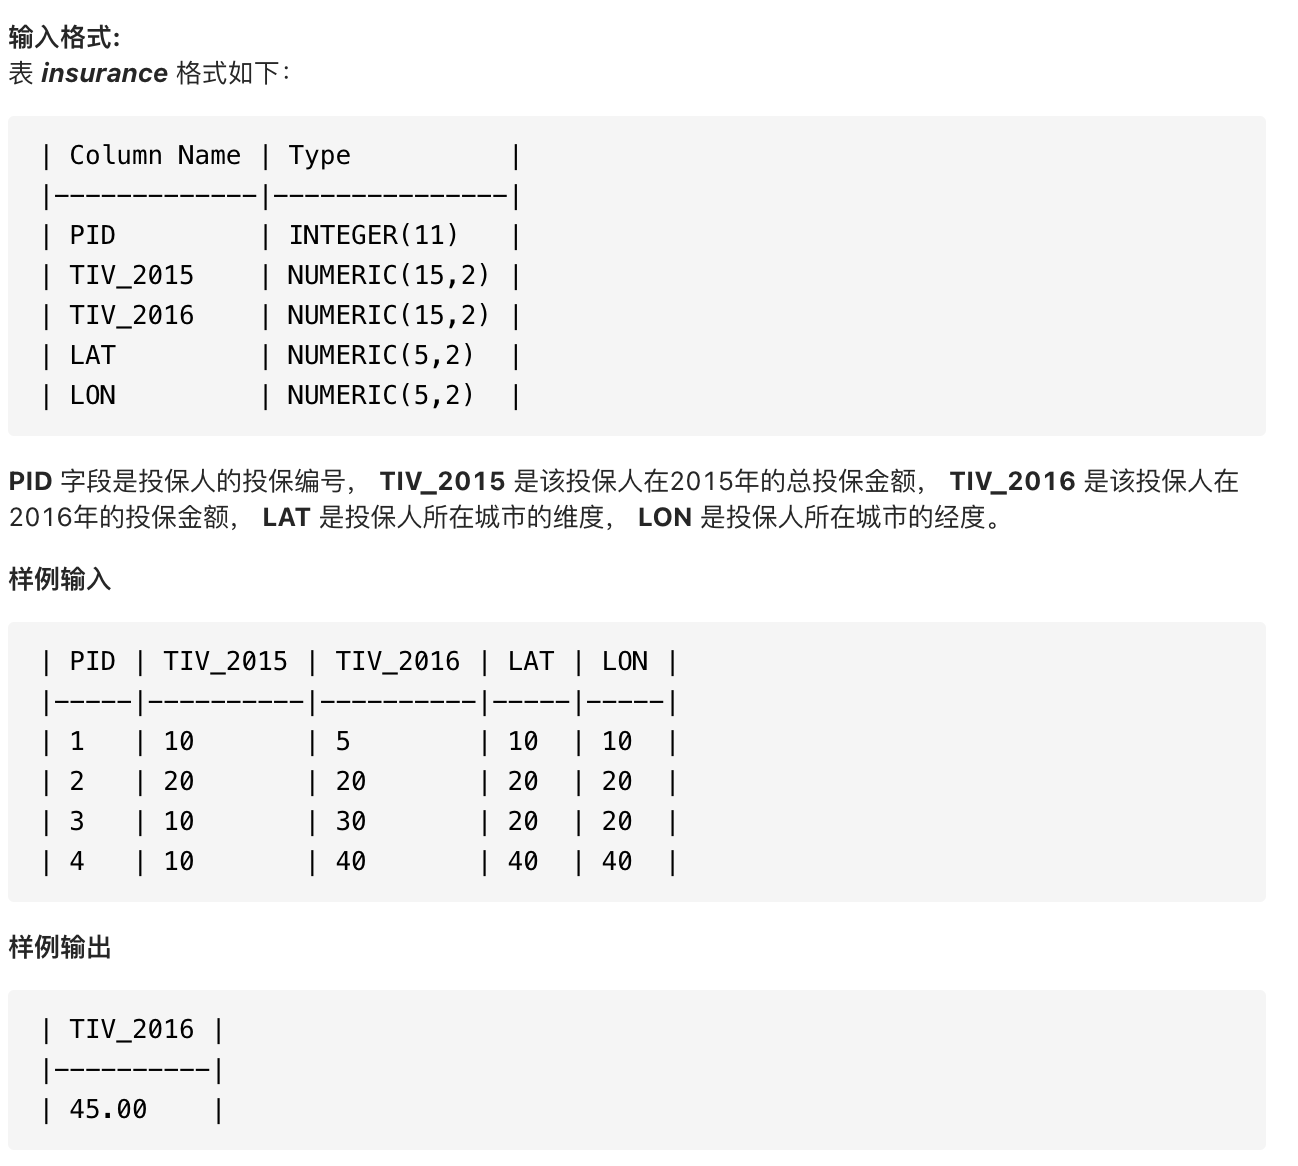 输入格式:
表 insurance 格式如下：
| Column Name | Type          |
|-------------|---------------|
| PID         | INTEGER(11)   |
| TIV_2015    | NUMERIC(15,2) |
| TIV_2016    | NUMERIC(15,2) |
| LAT         | NUMERIC(5,2)  |
| LON         | NUMERIC(5,2)  |
PID 字段是投保人的投保编号， TIV_2015 是该投保人在2015年的总投保金额， TIV_2016 是该投保人在
2016年的投保金额， LAT 是投保人所在城市的维度， LON 是投保人所在城市的经度。
样例输入
| PID | TIV_2015 | TIV_2016 | LAT | LON |
|-----|----------|----------|-----|-----|
| 1   | 10       | 5        | 10  | 10  |
| 2   | 20       | 20       | 20  | 20  |
| 3   | 10       | 30       | 20  | 20  |
| 4   | 10       | 40       | 40  | 40  |
样例输出
| TIV_2016 |
|----------|
| 45.00    |